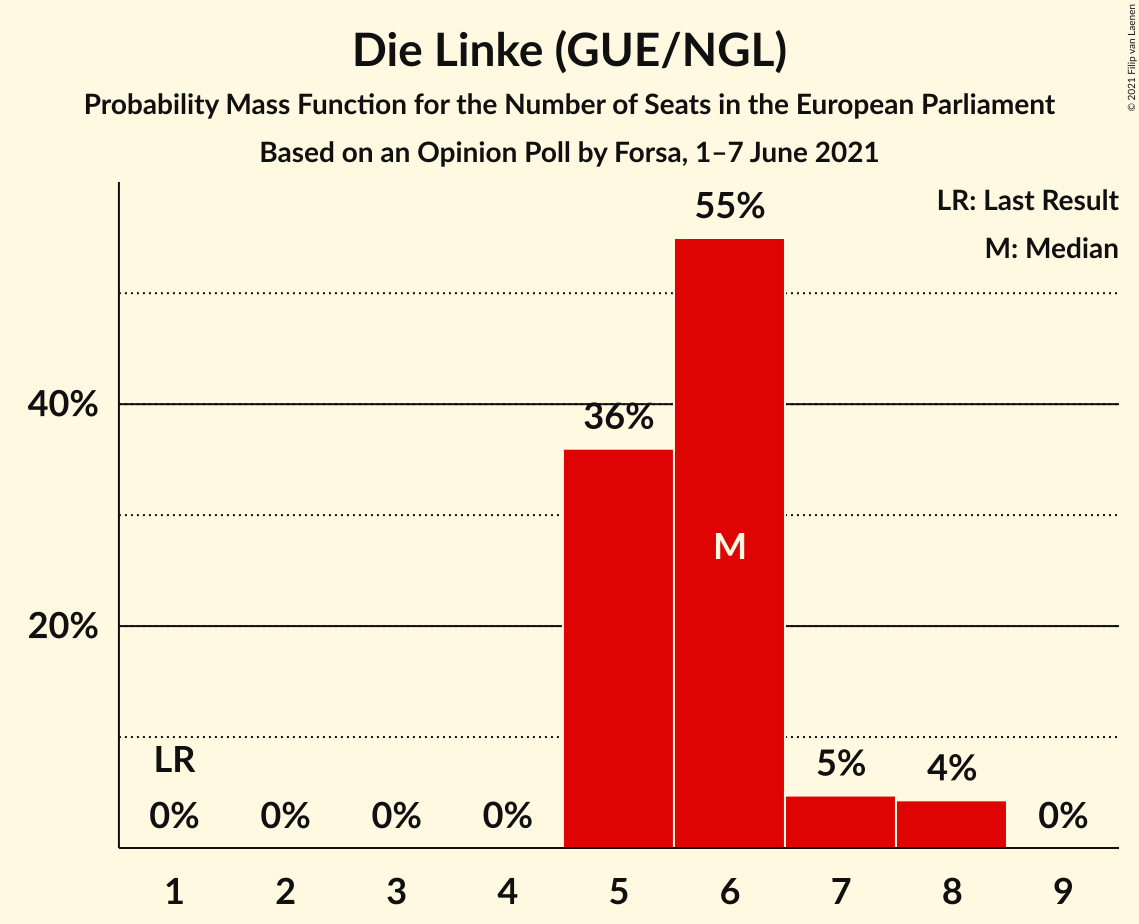 Die Linke (GUE/NGL)
Probability Mass Function for the Number of Seats in the European Parliament
Based on an Opinion Poll by Forsa, 1–7 June 2021
© 2021 Filip van Laenen
LR: Last Result
M: Median
55%
40%
36%
M
20%
LR
5%
4%
0%
0%
0%
0%
0%
1
2
3
4
5
6
7
8
9